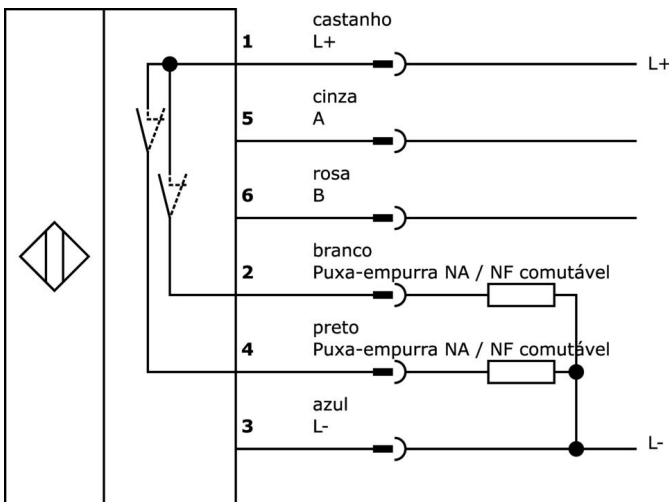 castanho
1 L+
L+
cinza
5 A
rosa
6 B
branco
2 Puxa-empurra NA / NF comutável
preto
4 Puxa-empurra NA / NF comutável
azul
3 L-
L-